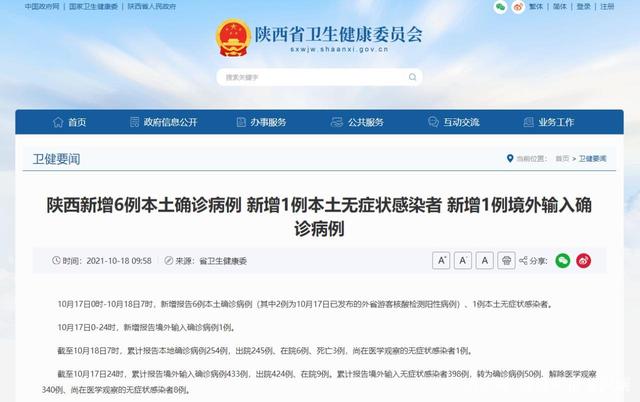 中国政府网 | 国家卫生健康委 | 陕西省人民政府
繁体 | 简体 | 登录 | 注册
陕西省卫生健康委员会
sxwjw.shaanxi.gov.cn
搜索关键字
首页 政府信息公开 办事服务 公共服务 互动交流 业务工作
卫健要闻 当前位置： 首页 > 卫健要闻
陕西新增6例本土确诊病例 新增1例本土无症状感染者 新增1例境外输入确
诊病例
时间：2021-10-18 09:58 来源：省卫生健康委 A+ A- A 分享：
10月17日0时-10月18日7时，新增报告6例本土确诊病例（其中2例为10月17日已发布的外省游客核酸检测阳性病例）、1例本土无症状感染者。
10月17日0-24时，新增报告境外输入确诊病例1例。
截至10月18日7时，累计报告本地确诊病例254例，出院245例、在院6例、死亡3例，尚在医学观察的无症状感染者1例。
截至10月17日24时，累计报告境外输入确诊病例433例，出院424例、在院9例。累计报告境外输入无症状感染者398例，转为确诊病例50例、解除医学观察
340例、尚在医学观察的无症状感染者8例。